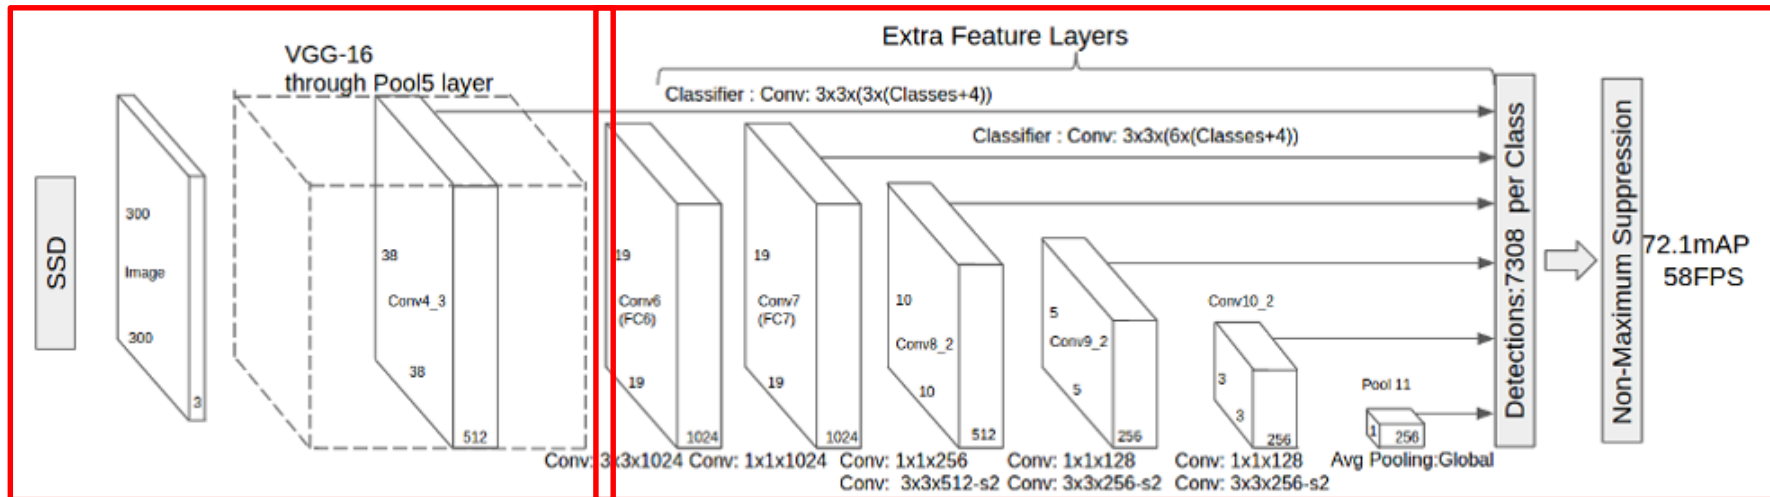 SSD
300
Image
300
3
VGG-16
through Pool5 layer
38
Conv4_3
38
512
Extra Feature Layers
Classifier : Conv: 3x3x(3x(Classes+4))
Classifier : Conv: 3x3x(6x(Classes+4))
19
Conv6
(FC6)
19
1024
Conv: 3x3x1024
19
Conv7
(FC7)
19
1024
Conv: 1x1x1024
10
Conv8_2
10
512
Conv: 1x1x256
Conv: 3x3x512-s2
5
Conv9_2
5
256
Conv: 1x1x128
Conv: 3x3x256-s2
Conv10_2
3
3
256
Conv: 1x1x128
Conv: 3x3x256-s2
Pool 11
1
256
Avg Pooling:Global
Detections:7308 per Class
Non-Maximum Suppression
72.1mAP
58FPS